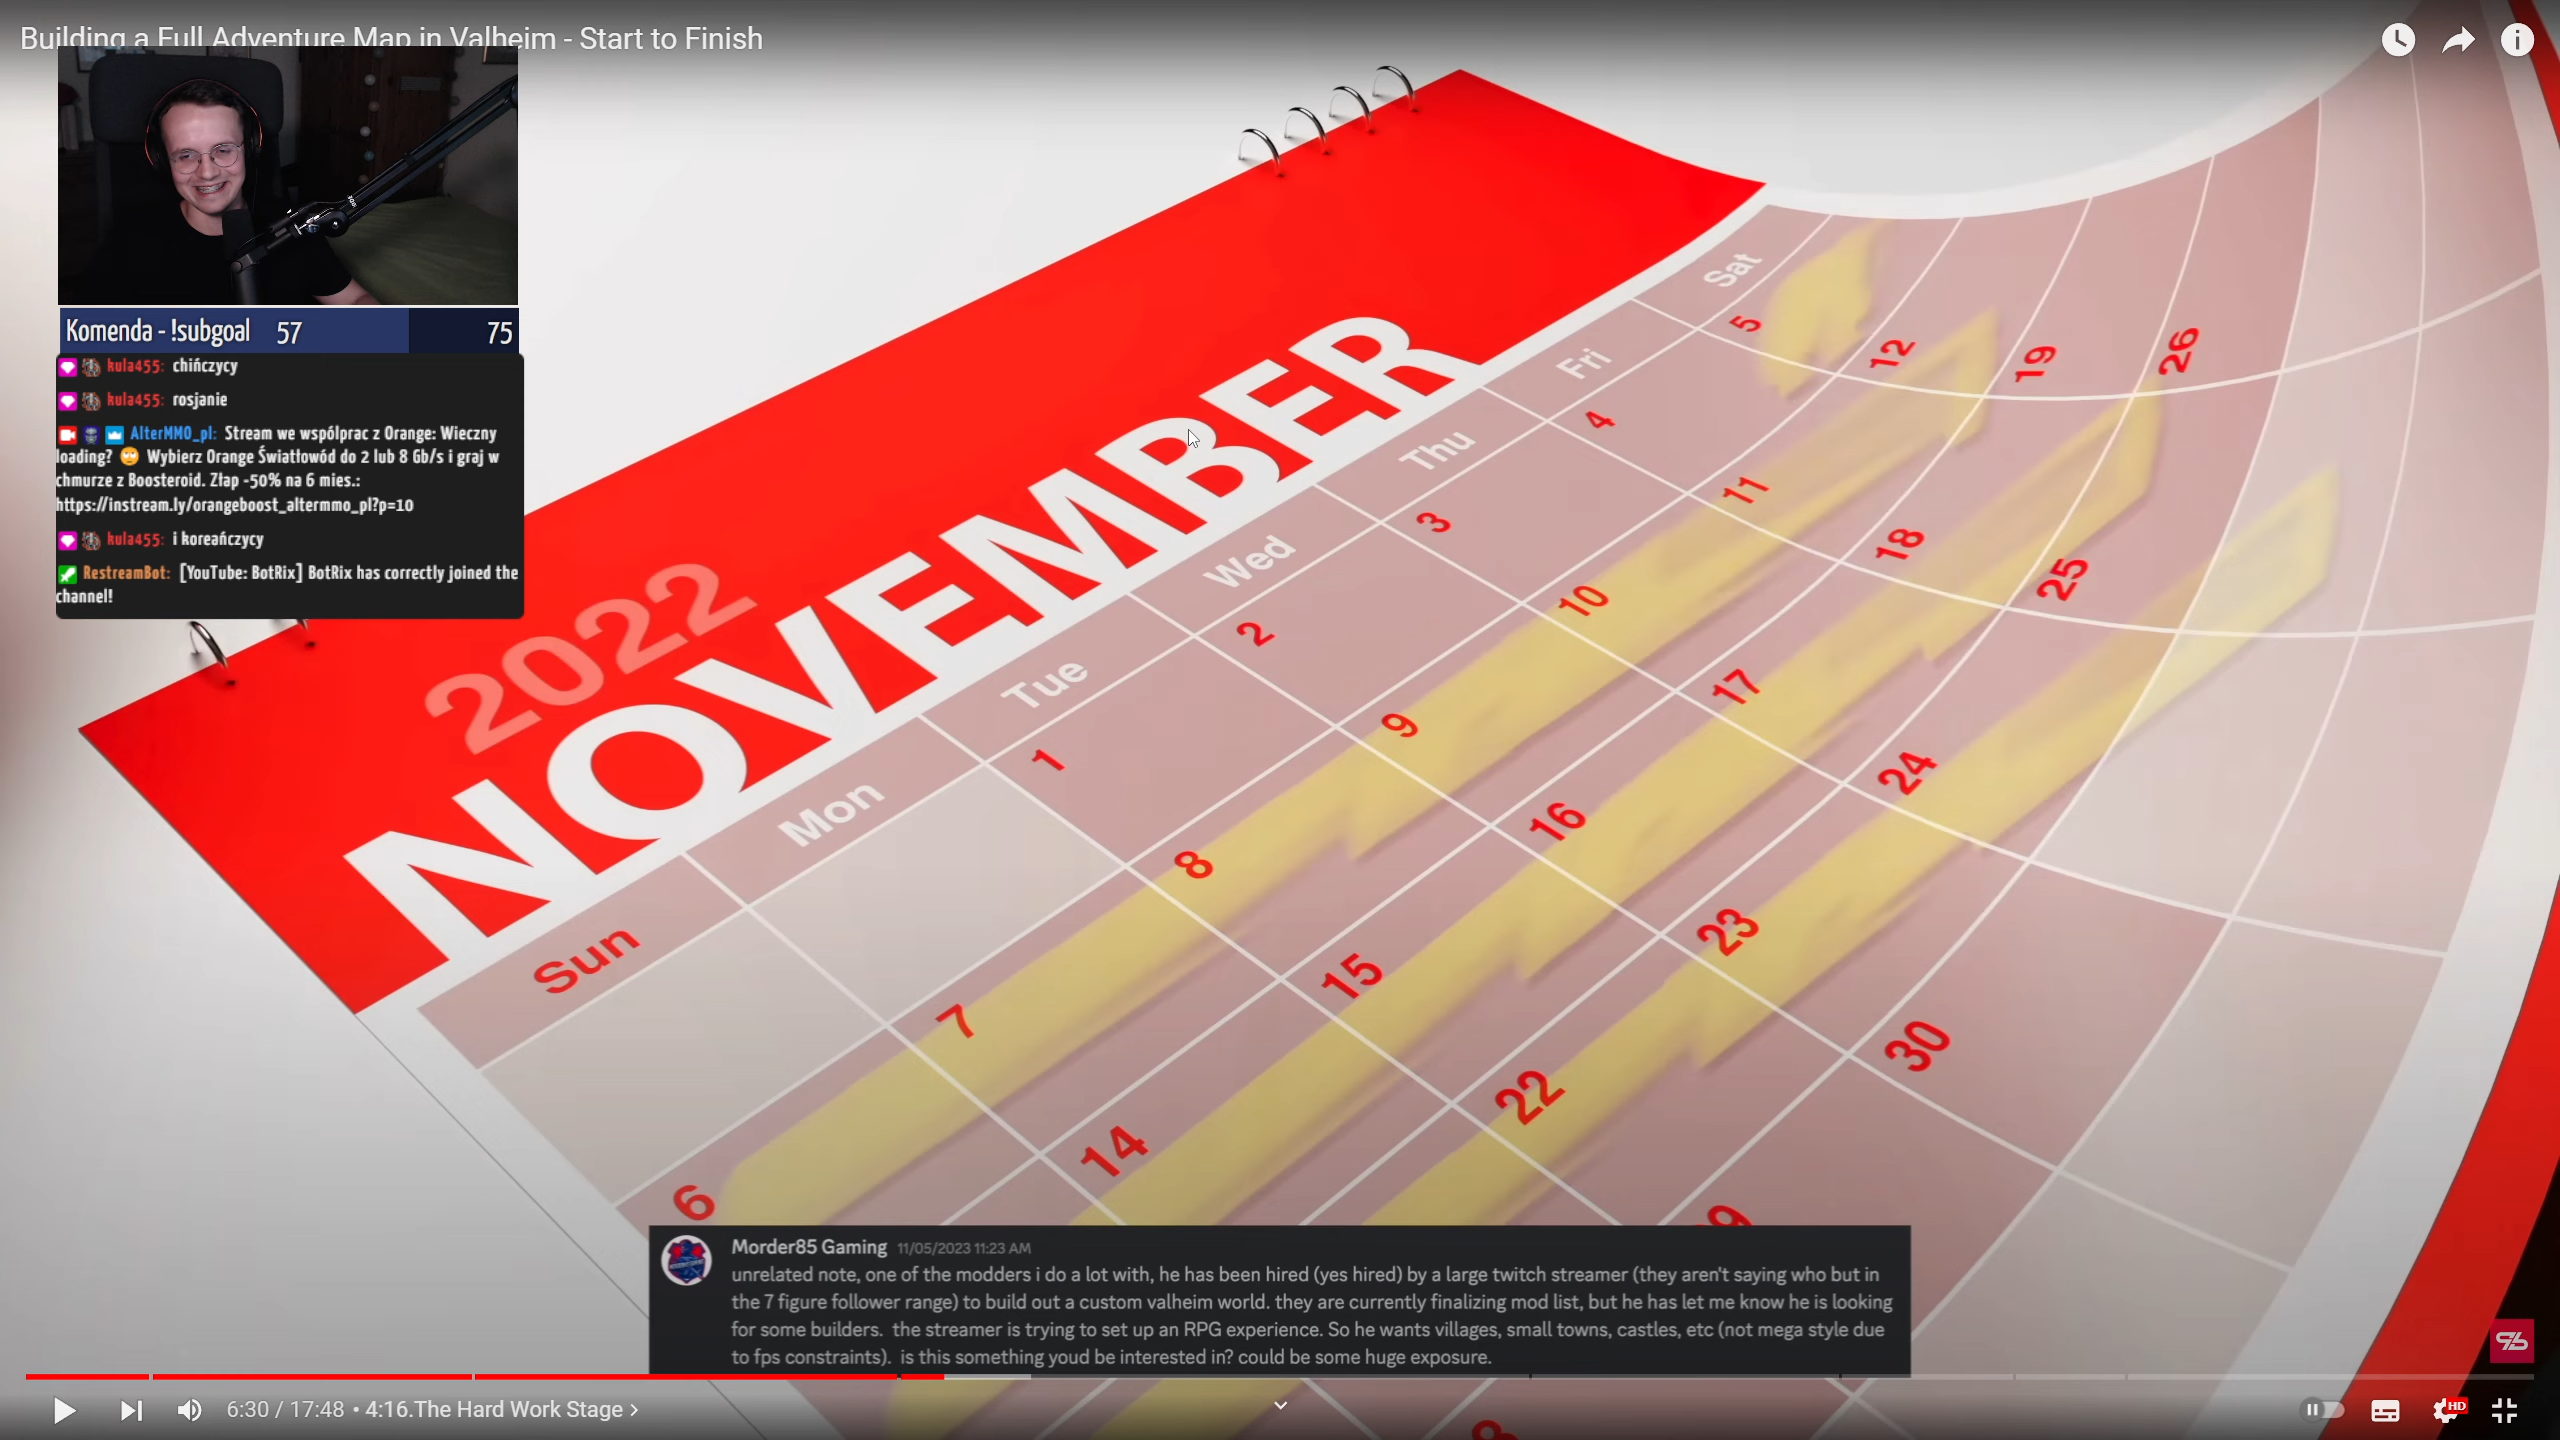 Building a Full Adventure Map in Valheim - Start to Finish
Komenda - !subgoal 57 75
kula455: chińczycy
kula455: rosjanie
AlterMMO_pl: Stream we wspólprac z Orange: Wieczny
loading? 🙄 Wybierz Orange Światłowód do 2 lub 8 Gb/s i graj w
chmurze z Boosteroid. Złap -50% na 6 mies.:
https://instream.ly/orangeboost_altermmo_pl?p=10
kula455: i koreańczycy
RestreamBot: [YouTube: BotRix] BotRix has correctly joined the
channel!
2022
NOVEMBER
Sun Mon Tue Wed Thu Fri Sat
1 2 3 4 5
6 7 8 9 10 11 12
14 15 16 17 18 19
22 23 24 25 26
30
Morder85 Gaming 11/05/2023 11:23 AM
unrelated note, one of the modders i do a lot with, he has been hired (yes hired) by a large twitch streamer (they aren't saying who but in
the 7 figure follower range) to build out a custom valheim world. they are currently finalizing mod list, but he has let me know he is looking
for some builders. the streamer is trying to set up an RPG experience. So he wants villages, small towns, castles, etc (not mega style due
to fps constraints). is this something youd be interested in? could be some huge exposure.
6:30 / 17:48 • 4:16.The Hard Work Stage >
HD